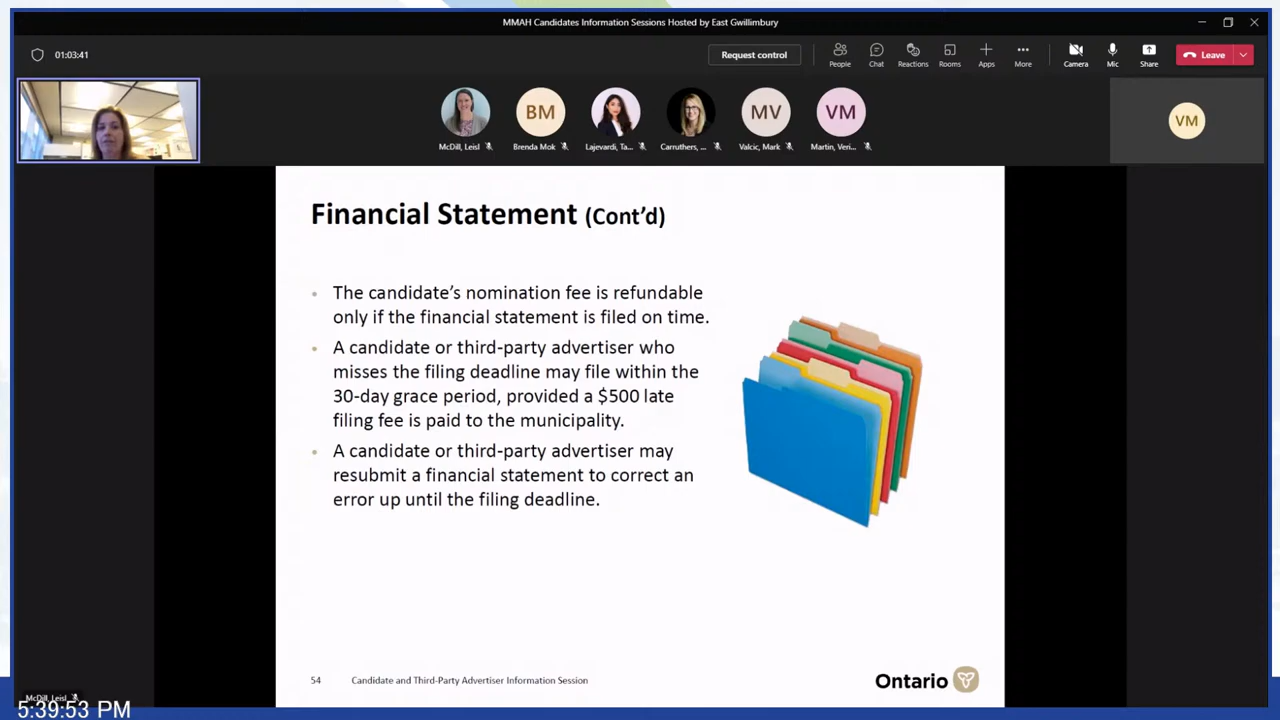 MMAH Candidates Information Sessions Hosted by East Gwillimbury
01:03:41
Request control
People
Chat
Reactions
Rooms
Apps
More
Camera
Mic
Share
Leave
BM
MV
VM
VM
McDill, Leisl
Brenda Mok
Lajevardi, Ta...
Carruthers, ...
Valcic, Mark
Martin, Veri...
Financial Statement (Cont’d)
• The candidate’s nomination fee is refundable
only if the financial statement is filed on time.
• A candidate or third-party advertiser who
misses the filing deadline may file within the
30-day grace period, provided a $500 late
filing fee is paid to the municipality.
• A candidate or third-party advertiser may
resubmit a financial statement to correct an
error up until the filing deadline.
54
Candidate and Third-Party Advertiser Information Session
Ontario
McDill, Leisl
5:39:53 PM